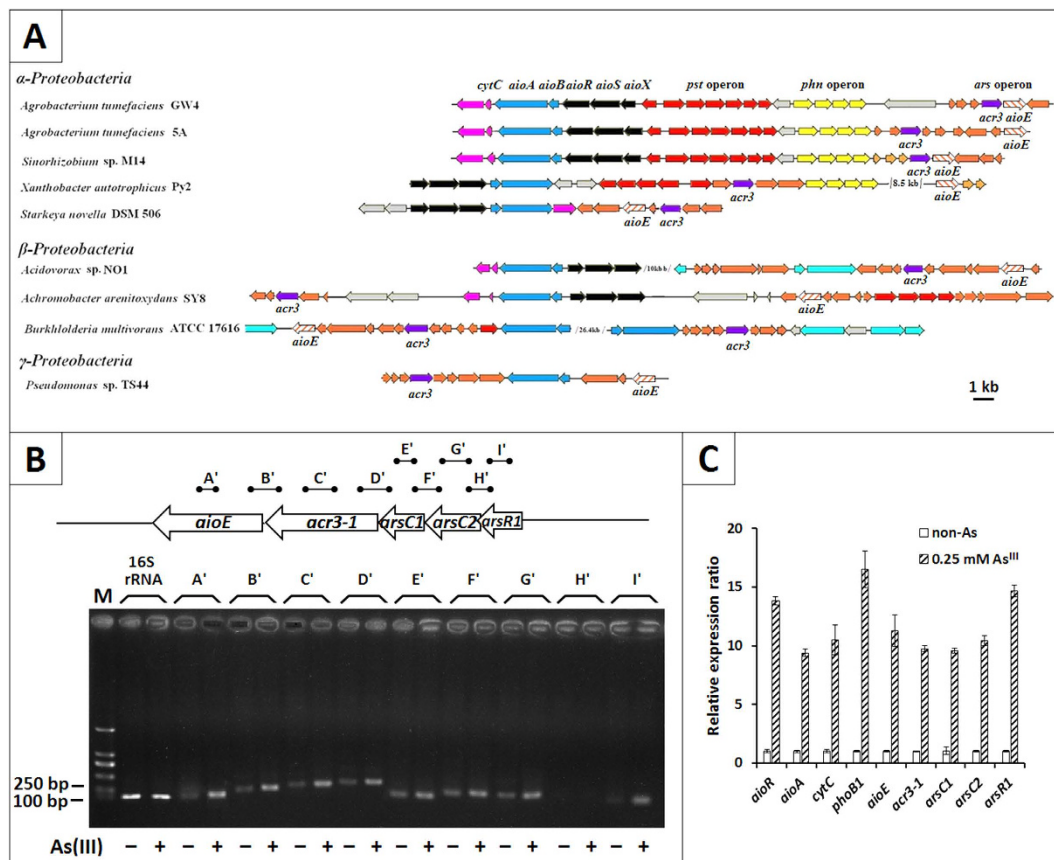 A
α-Proteobacteria
cytC aioA aioB aioR aioS aioX pst operon phn operon ars operon
Agrobacterium tumefaciens GW4
acr3 aioE
Agrobacterium tumefaciens 5A
acr3 aioE
Sinorhizobium sp. M14
acr3 aioE
Xanthobacter autotrophicus Py2 /8.5 kb/
acr3 aioE
Starkeya novella DSM 506
aioE acr3
β-Proteobacteria
Acidovorax sp. NO1 /10kb b/
acr3 aioE
Achromobacter arenitoxydans SY8
acr3 aioE
Burkhlolderia multivorans ATCC 17616 /26.4kb/
aioE acr3 acr3
γ-Proteobacteria
Pseudomonas sp. TS44
acr3 aioE
1 kb
B
E' G' I'
A' B' C' D' F' H'
aioE acr3-1 arsC1 arsC2 arsR1
16S
rRNA
M A' B' C' D' E' F' G' H' I'
250 bp
100 bp
As(III) – + – + – + – + – + – + – + – + – + – +
C
Relative expression ratio
20
15
10
5
0
non-As
0.25 mM Asᴵᴵᴵ
aioR aioA cytC phoB1 aioE acr3-1 arsC1 arsC2 arsR1